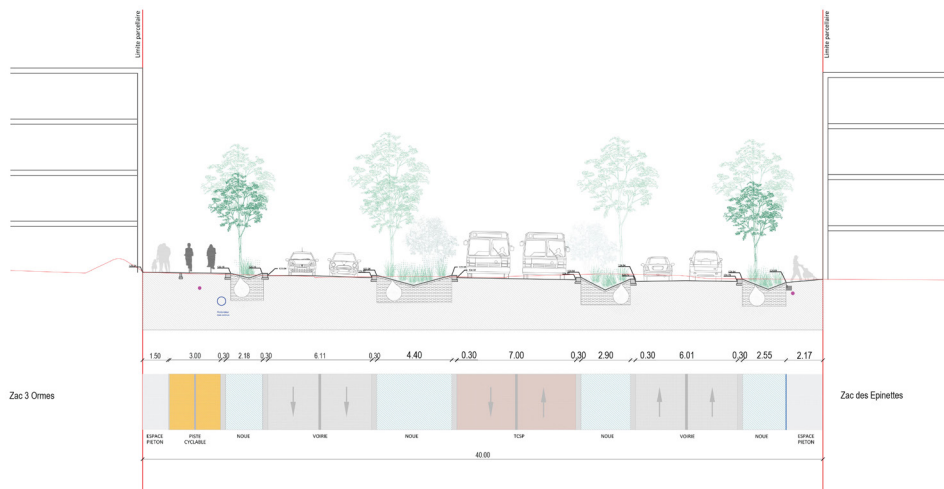 Limite parcellaire
Limite parcellaire
1.50 3.00 0.30 2.18 0.30 6.11 0.30 4.40 0.30 7.00 0.30 2.90 0.30 6.01 0.30 2.55 2.17
Zac 3 Ormes
Zac des Epinettes
ESPACE
PIETON
PISTE
CYCLABLE
NOUE
VOIRIE
NOUE
TCSP
NOUE
VOIRIE
NOUE
ESPACE
PIETON
40.00